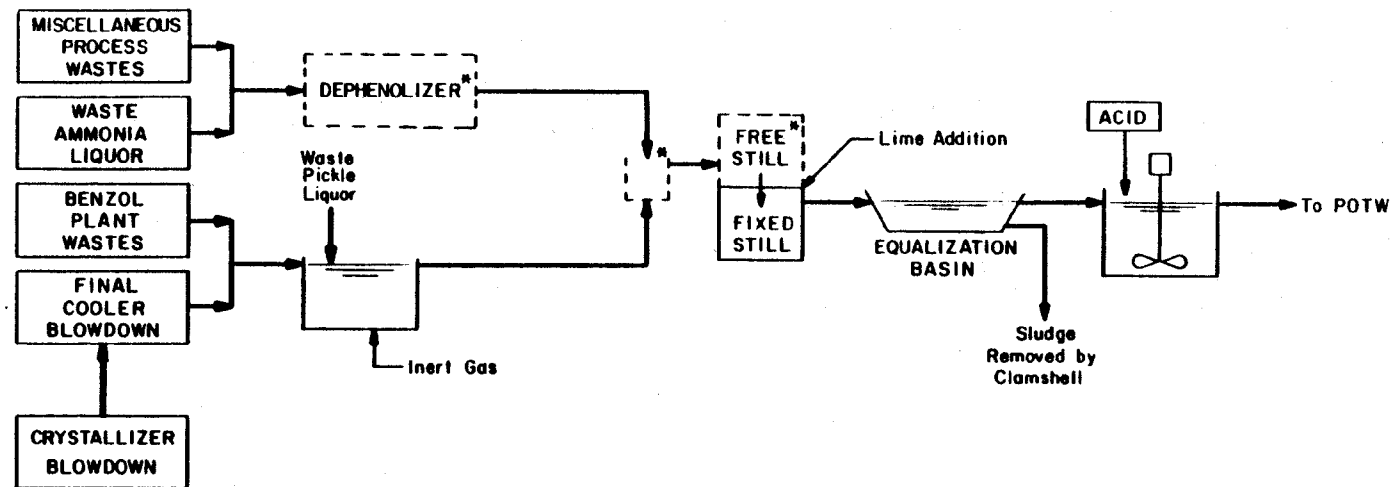 MISCELLANEOUS
PROCESS
WASTES
WASTE
AMMONIA
LIQUOR
BENZOL
PLANT
WASTES
FINAL
COOLER
BLOWDOWN
CRYSTALLIZER
BLOWDOWN
DEPHENOLIZER*
Waste
Pickle
Liquor
Inert Gas
*
FREE*
STILL
FIXED
STILL
Lime Addition
EQUALIZATION
BASIN
Sludge
Removed by
Clamshell
ACID
To POTW